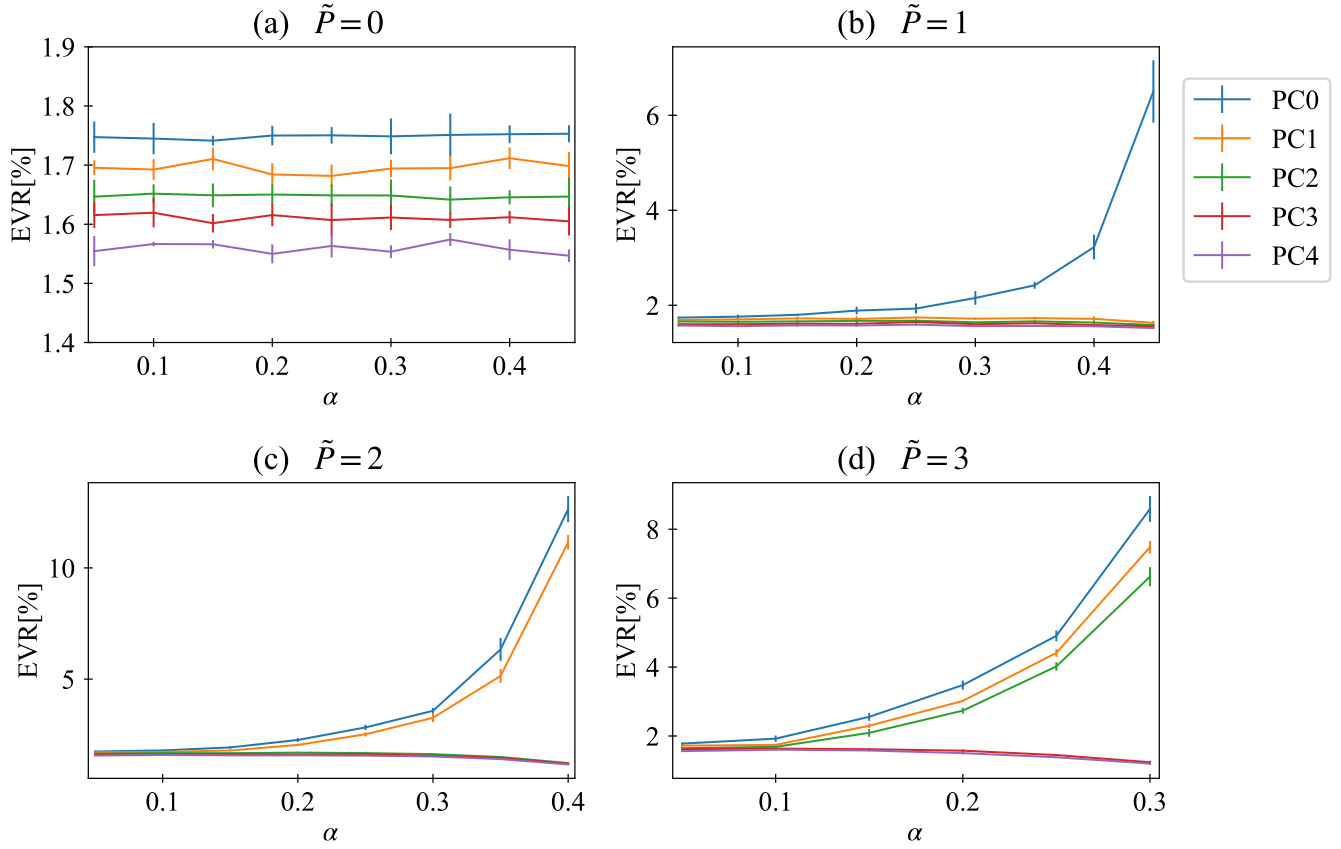 (a) P̃ = 0
1.9
1.8
1.7
1.6
1.5
1.4
EVR[%]
0.1 0.2 0.3 0.4
α
(b) P̃ = 1
6
4
2
EVR[%]
0.1 0.2 0.3 0.4
α
PC0
PC1
PC2
PC3
PC4
(c) P̃ = 2
10
5
EVR[%]
0.1 0.2 0.3 0.4
α
(d) P̃ = 3
8
6
4
2
EVR[%]
0.1 0.2 0.3
α